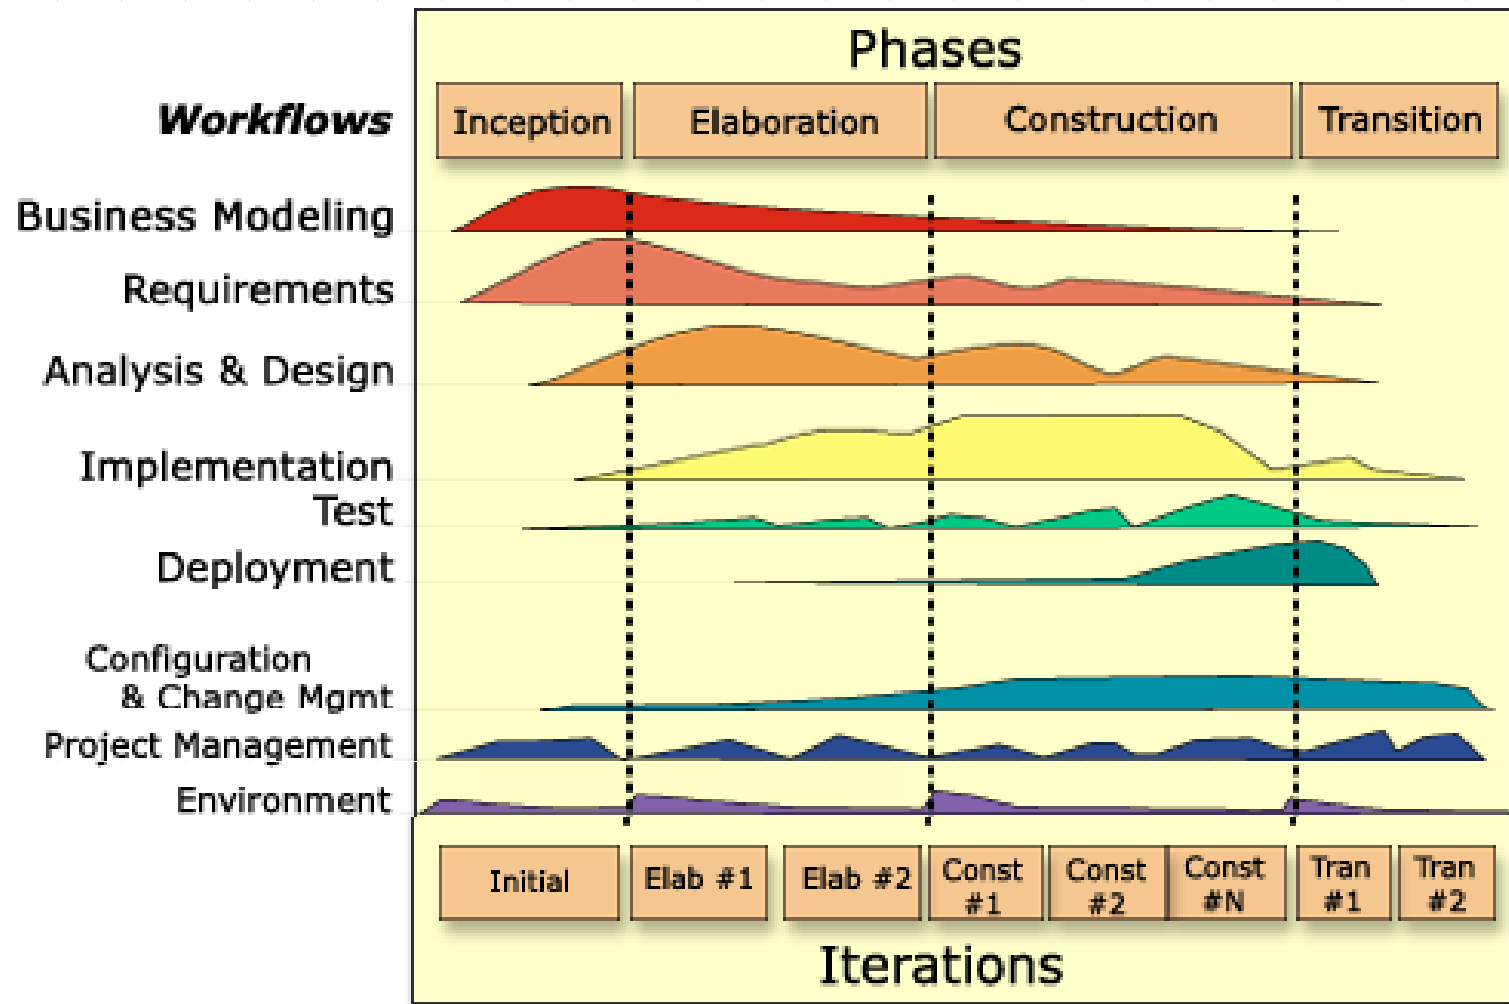 Phases
Workflows
Inception
Elaboration
Construction
Transition
Business Modeling
Requirements
Analysis & Design
Implementation
Test
Deployment
Configuration
& Change Mgmt
Project Management
Environment
Initial
Elab #1
Elab #2
Const
#1
Const
#2
Const
#N
Tran
#1
Tran
#2
Iterations